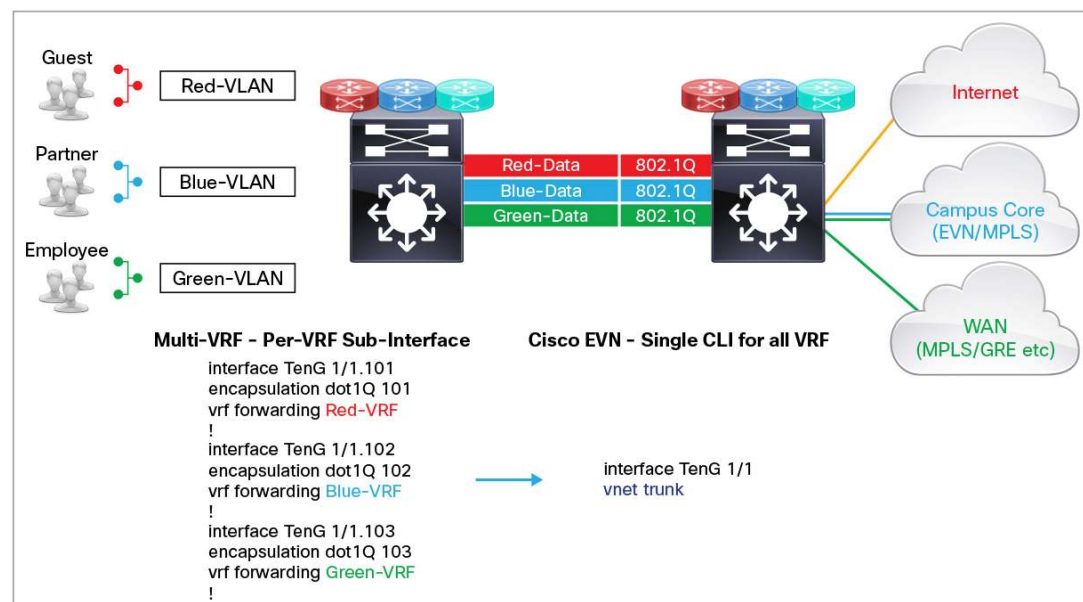 Guest
Red-VLAN
Partner
Blue-VLAN
Employee
Green-VLAN
Red-Data 802.1Q
Blue-Data 802.1Q
Green-Data 802.1Q
Internet
Campus Core
(EVN/MPLS)
WAN
(MPLS/GRE etc)
Multi-VRF - Per-VRF Sub-Interface
interface TenG 1/1.101
encapsulation dot1Q 101
vrf forwarding Red-VRF
!
interface TenG 1/1.102
encapsulation dot1Q 102
vrf forwarding Blue-VRF
!
interface TenG 1/1.103
encapsulation dot1Q 103
vrf forwarding Green-VRF
!
Cisco EVN - Single CLI for all VRF
interface TenG 1/1
vnet trunk